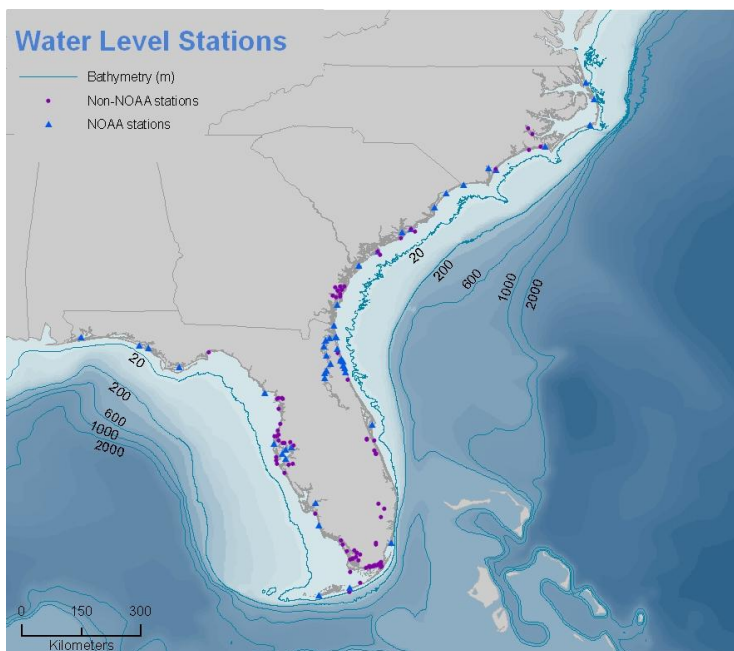 Water Level Stations
Bathymetry (m)
Non-NOAA stations
NOAA stations
20
200
600
1000
2000
20
200
600
1000
2000
0 150 300
Kilometers